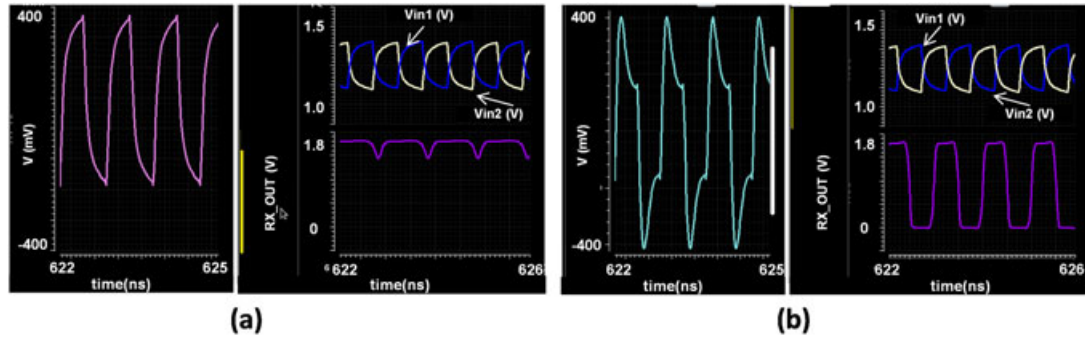 400
V (mV)
-400
622
625
time(ns)
1.5
1.0
Vin1 (V)
Vin2 (V)
1.8
RX_OUT (V)
0
622
626
time(ns)
(a)
400
V (mV)
-400
622
625
time(ns)
1.5
1.0
Vin1 (V)
Vin2 (V)
1.8
RX_OUT (V)
0
622
626
time(ns)
(b)